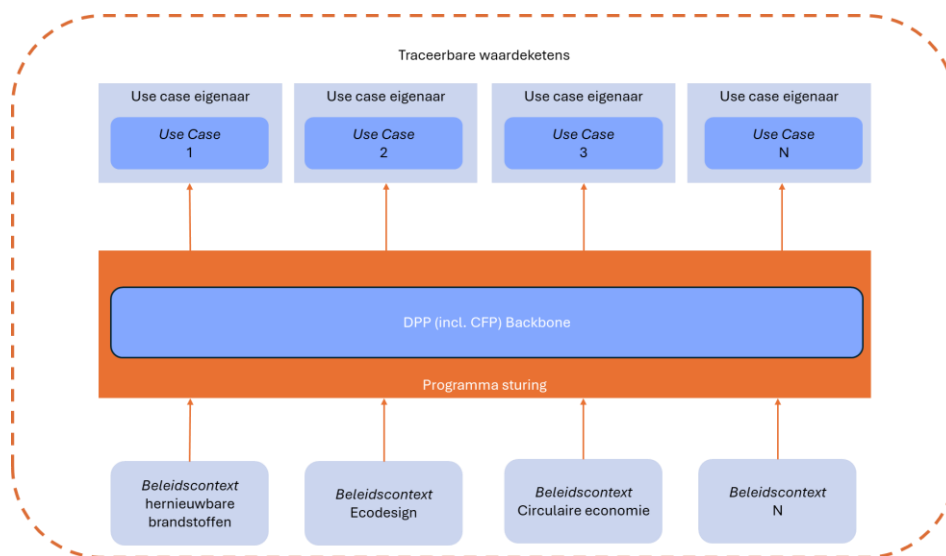 Traceerbare waardeketens
Use case eigenaar
Use Case
1
Use case eigenaar
Use Case
2
Use case eigenaar
Use Case
3
Use case eigenaar
Use Case
N
DPP (incl. CFP) Backbone
Programma sturing
Beleidscontext
hernieuwbare
brandstoffen
Beleidscontext
Ecodesign
Beleidscontext
Circulaire economie
Beleidscontext
N